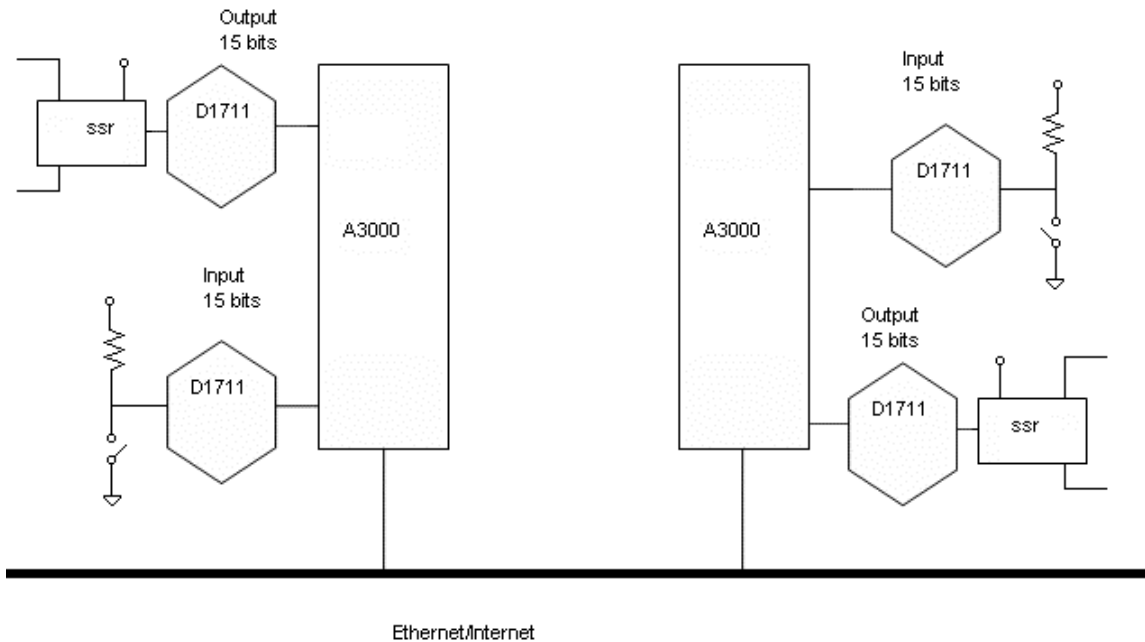 Output
15 bits
D1711
ssr
A3000
Input
15 bits
D1711
Input
15 bits
D1711
A3000
Output
15 bits
D1711
ssr
Ethernet/Internet